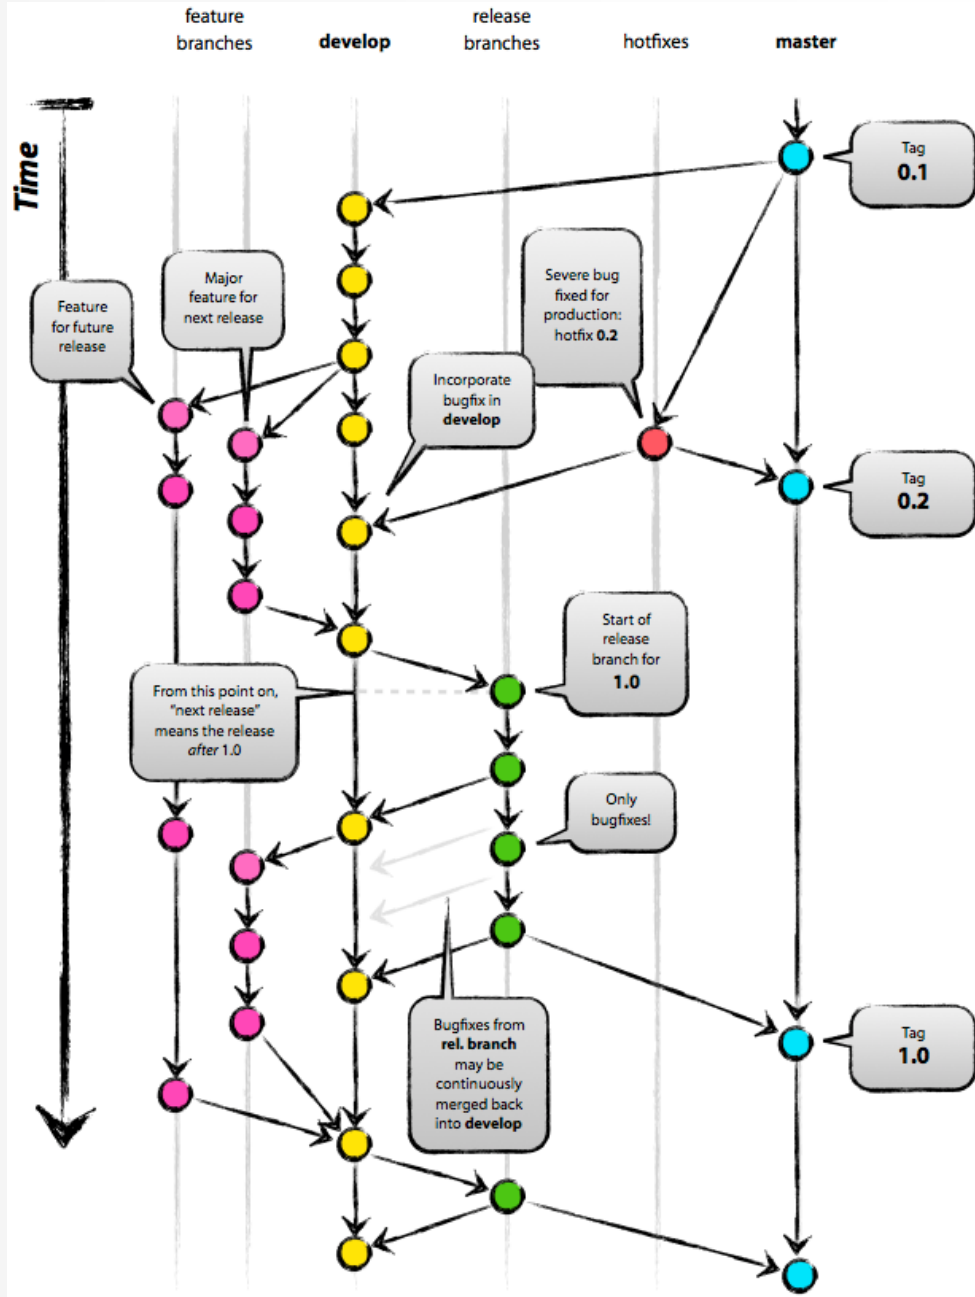 feature
branches
develop
release
branches
hotfixes
master
Time
Tag
0.1
Severe bug
fixed for
production:
hotfix 0.2
Major
feature for
next release
Feature
for future
release
Incorporate
bugfix in
develop
Tag
0.2
Start of
release
branch for
1.0
From this point on,
“next release”
means the release
after 1.0
Only
bugfixes!
Bugfixes from
rel. branch
may be
continuously
merged back
into develop
Tag
1.0